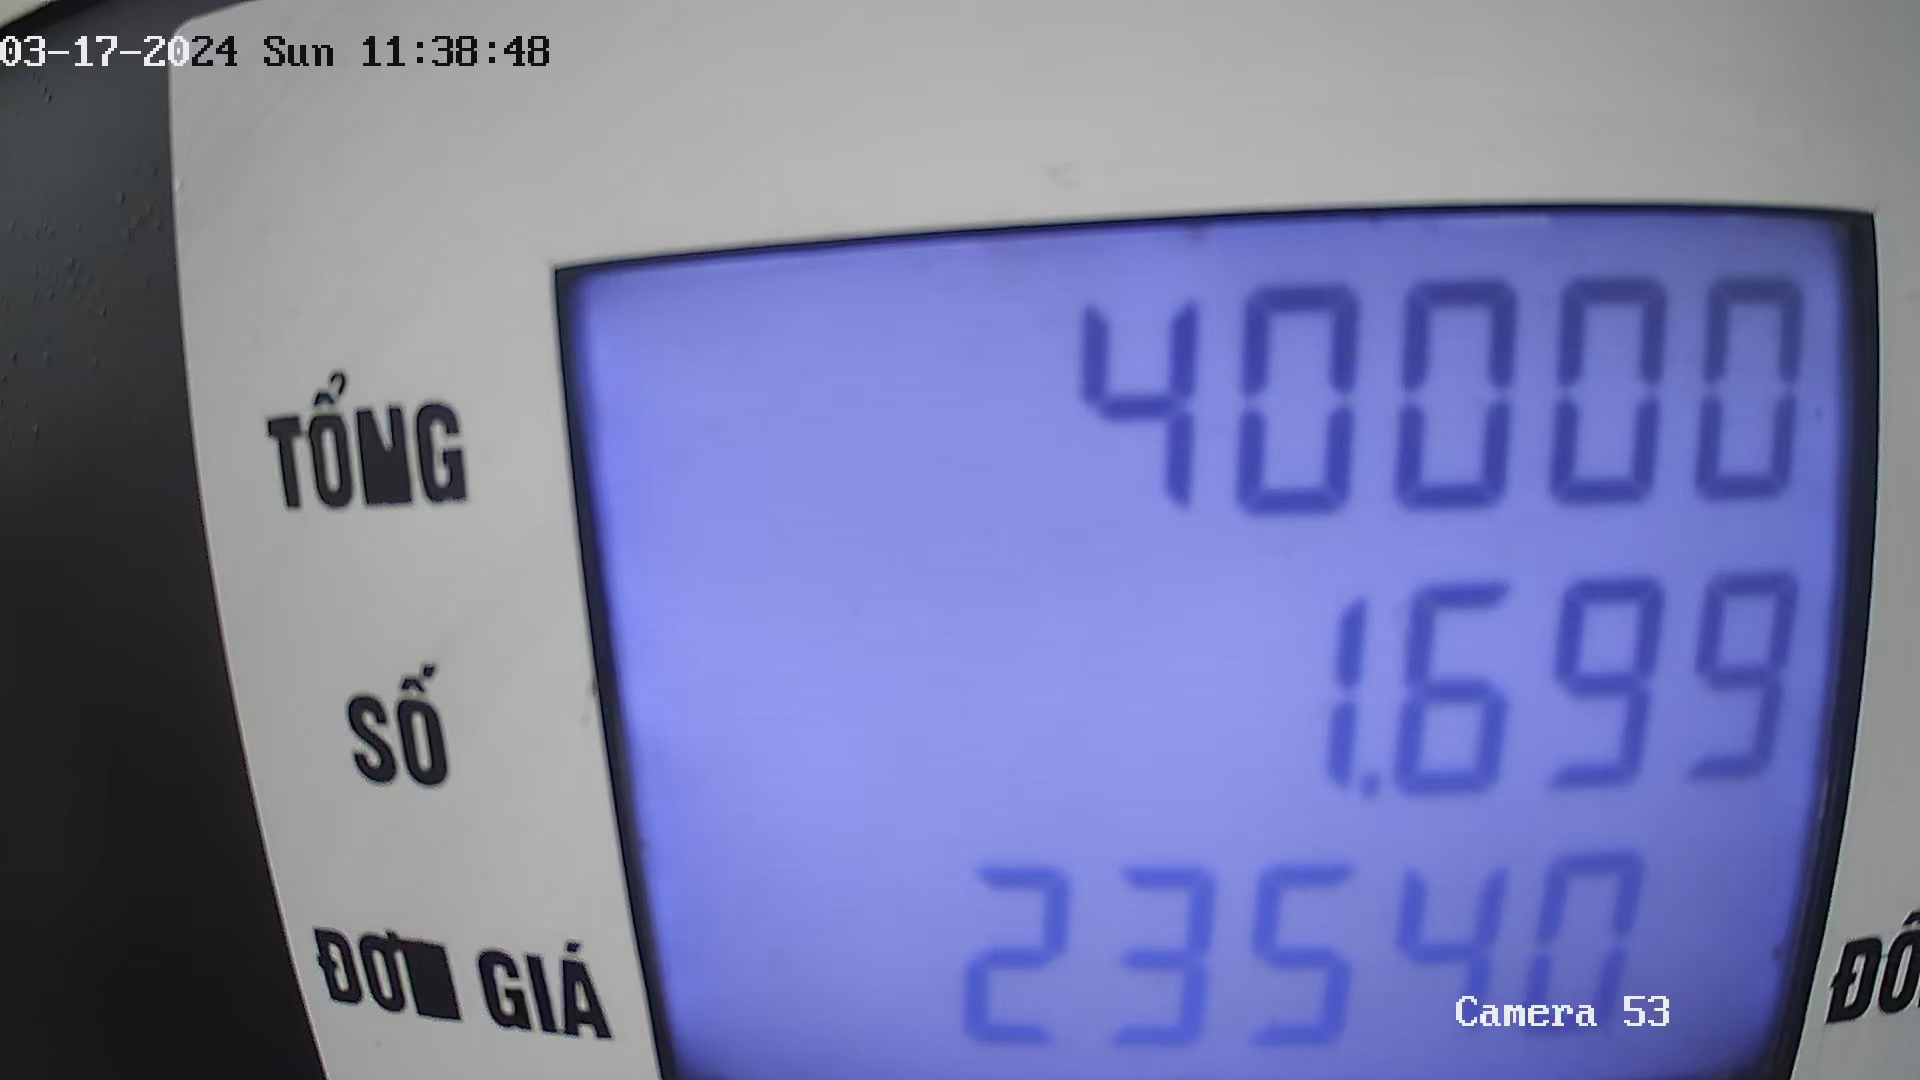 03-17-2024 Sun 11:38:48
TỔNG 40000
SỐ 1.699
ĐƠN GIÁ 23540
Camera 53